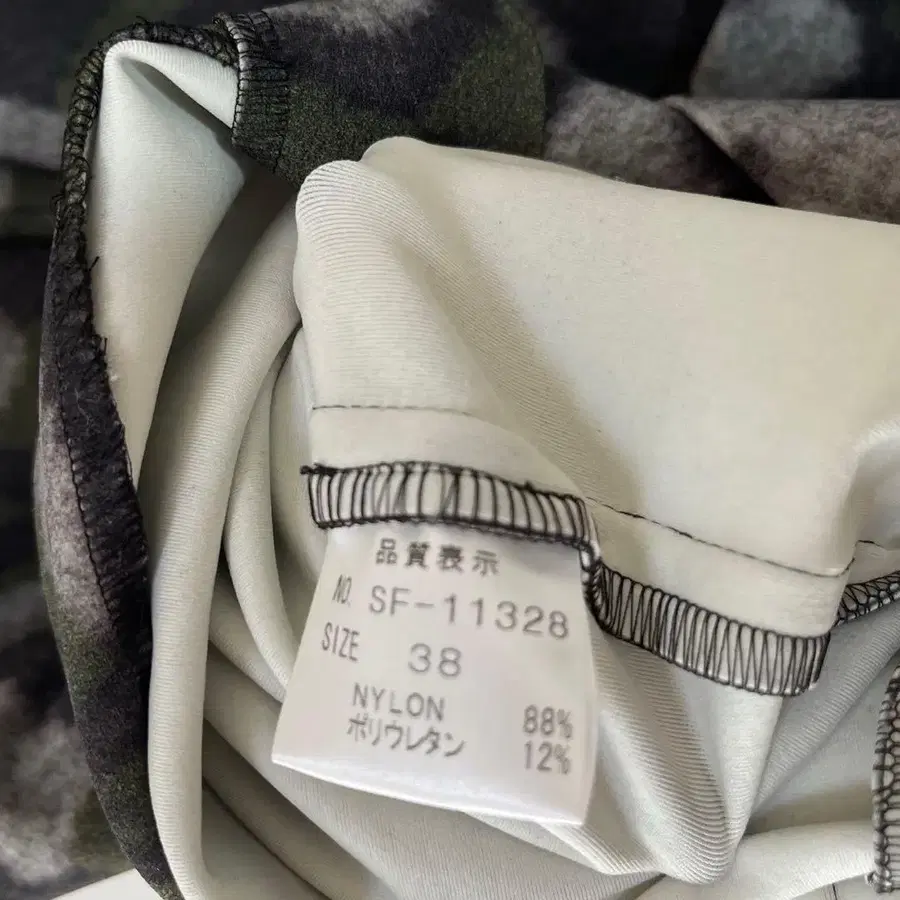 品質表示
NO. SF-11328
SIZE 38
NYLON 88%
ポリウレタン 12%